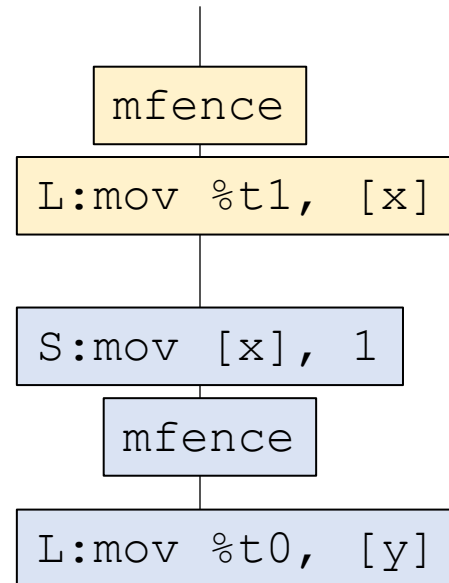 mfence
L:mov %t1, [x]
S:mov [x], 1
mfence
L:mov %t0, [y]